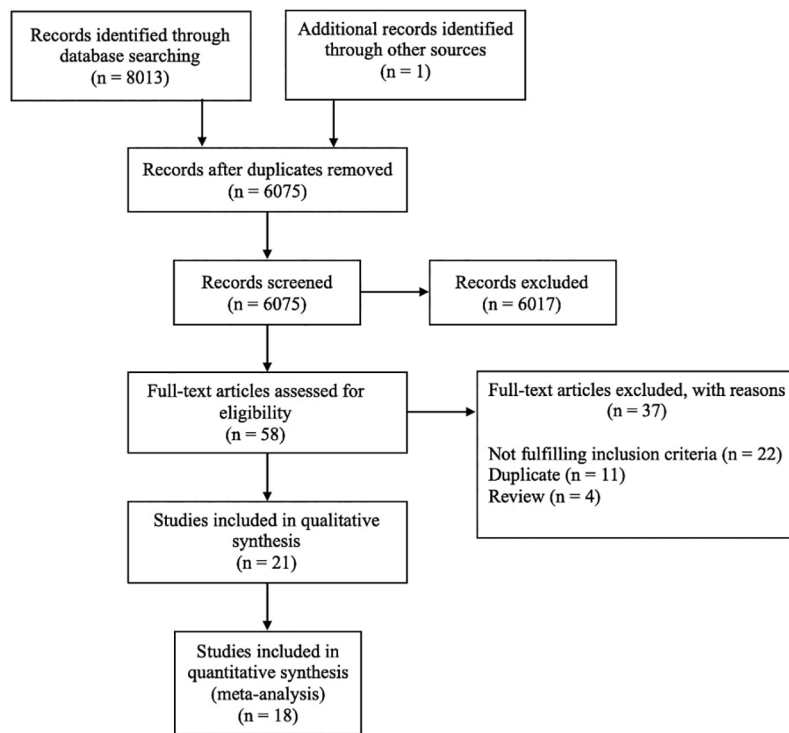 Records identified through
database searching
(n = 8013)
Additional records identified
through other sources
(n = 1)
Records after duplicates removed
(n = 6075)
Records screened
(n = 6075)
Records excluded
(n = 6017)
Full-text articles assessed for
eligibility
(n = 58)
Full-text articles excluded, with reasons
(n = 37)
Not fulfilling inclusion criteria (n = 22)
Duplicate (n = 11)
Review (n = 4)
Studies included in qualitative
synthesis
(n = 21)
Studies included in
quantitative synthesis
(meta-analysis)
(n = 18)